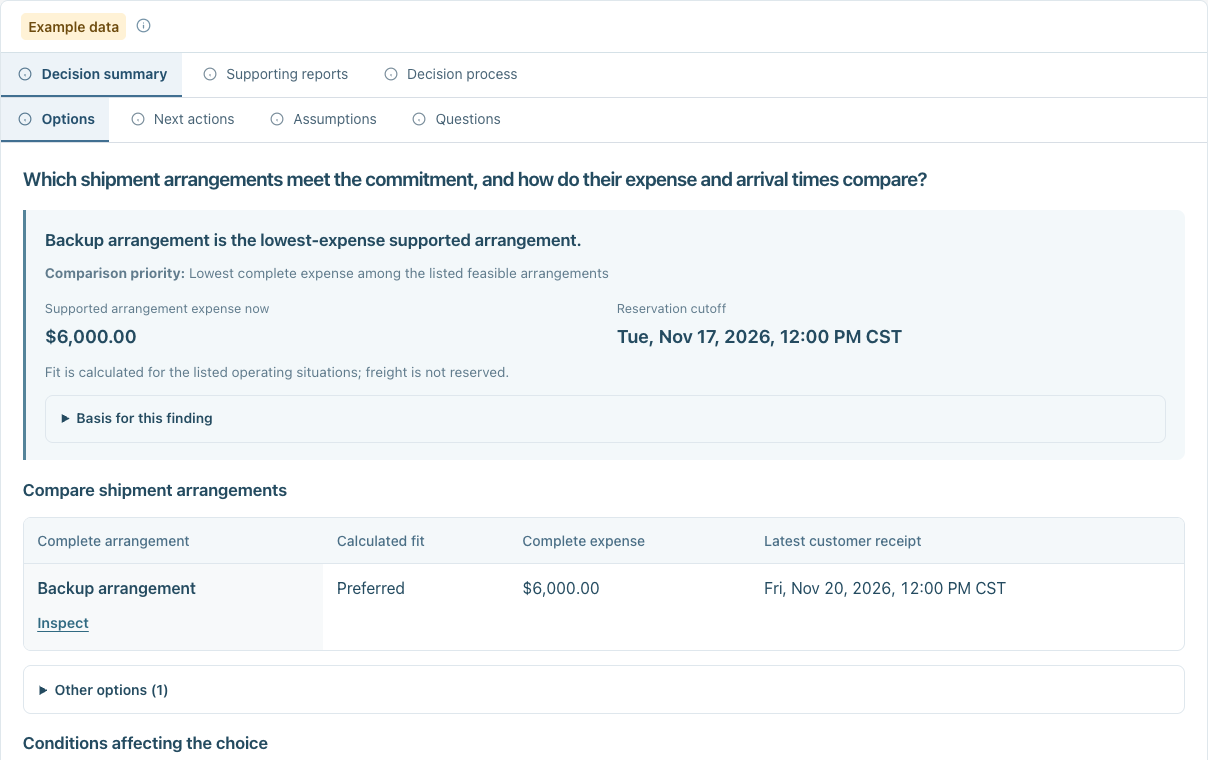 Example data
Decision summary
Supporting reports
Decision process
Options
Next actions
Assumptions
Questions
Which shipment arrangements meet the commitment, and how do their expense and arrival times compare?
Backup arrangement is the lowest-expense supported arrangement.
Comparison priority: Lowest complete expense among the listed feasible arrangements
Supported arrangement expense now
Reservation cutoff
$6,000.00
Tue, Nov 17, 2026, 12:00 PM CST
Fit is calculated for the listed operating situations; freight is not reserved.
Basis for this finding
Compare shipment arrangements
Complete arrangement
Calculated fit
Complete expense
Latest customer receipt
Backup arrangement
Preferred
$6,000.00
Fri, Nov 20, 2026, 12:00 PM CST
Inspect
Other options (1)
Conditions affecting the choice